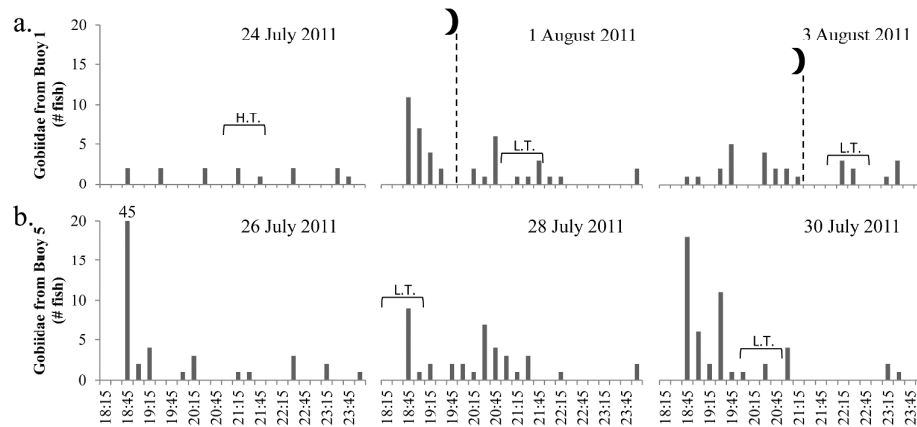 a.
Gobiidae from Buoy 1
(# fish)
20
15
10
5
0
24 July 2011
H.T.
1 August 2011
L.T.
3 August 2011
L.T.
b.
Gobiidae from Buoy 5
(# fish)
20
15
10
5
0
45
26 July 2011
28 July 2011
L.T.
30 July 2011
L.T.
18:15
18:45
19:15
19:45
20:15
20:45
21:15
21:45
22:15
22:45
23:15
23:45
18:15
18:45
19:15
19:45
20:15
20:45
21:15
21:45
22:15
22:45
23:15
23:45
18:15
18:45
19:15
19:45
20:15
20:45
21:15
21:45
22:15
22:45
23:15
23:45